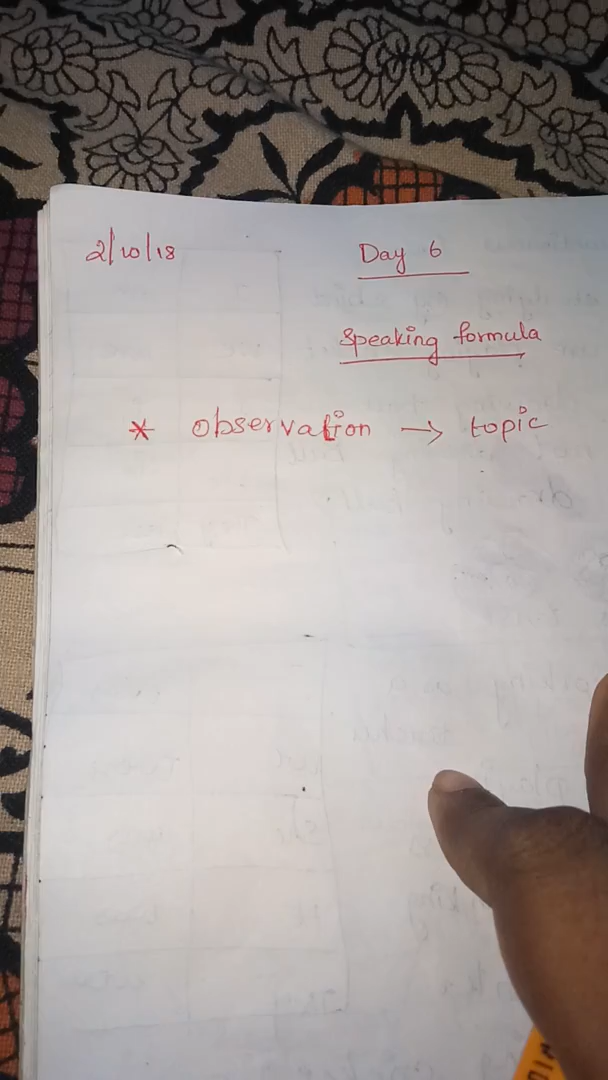 2/10/18 Day 6
Speaking formula
* observation → topic